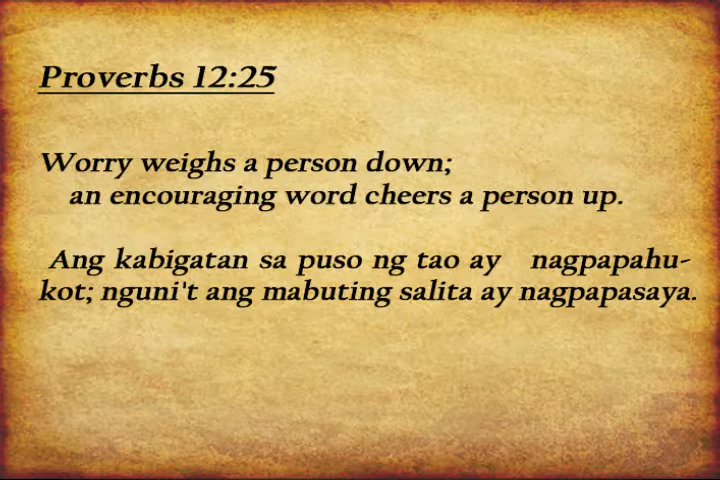 Proverbs 12:25
Worry weighs a person down;
an encouraging word cheers a person up.
Ang kabigatan sa puso ng tao ay nagpapahu-
kot; nguni't ang mabuting salita ay nagpapasaya.